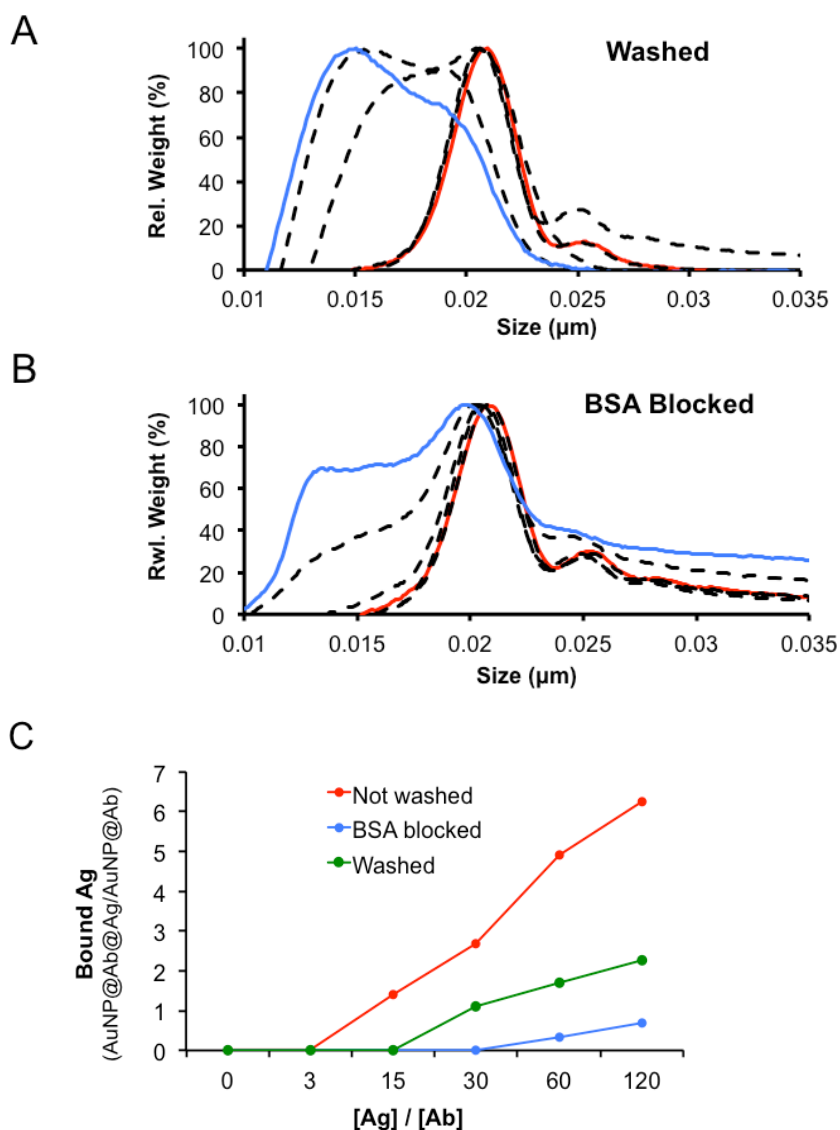 A
Washed
Rel. Weight (%)
100
80
60
40
20
0
0.01 0.015 0.02 0.025 0.03 0.035
Size (µm)
B
BSA Blocked
Rwl. Weight (%)
100
80
60
40
20
0
0.01 0.015 0.02 0.025 0.03 0.035
Size (µm)
C
Bound Ag
(AuNP@Ab@Ag/AuNP@Ab)
7
6
5
4
3
2
1
0
Not washed
BSA blocked
Washed
0 3 15 30 60 120
[Ag] / [Ab]